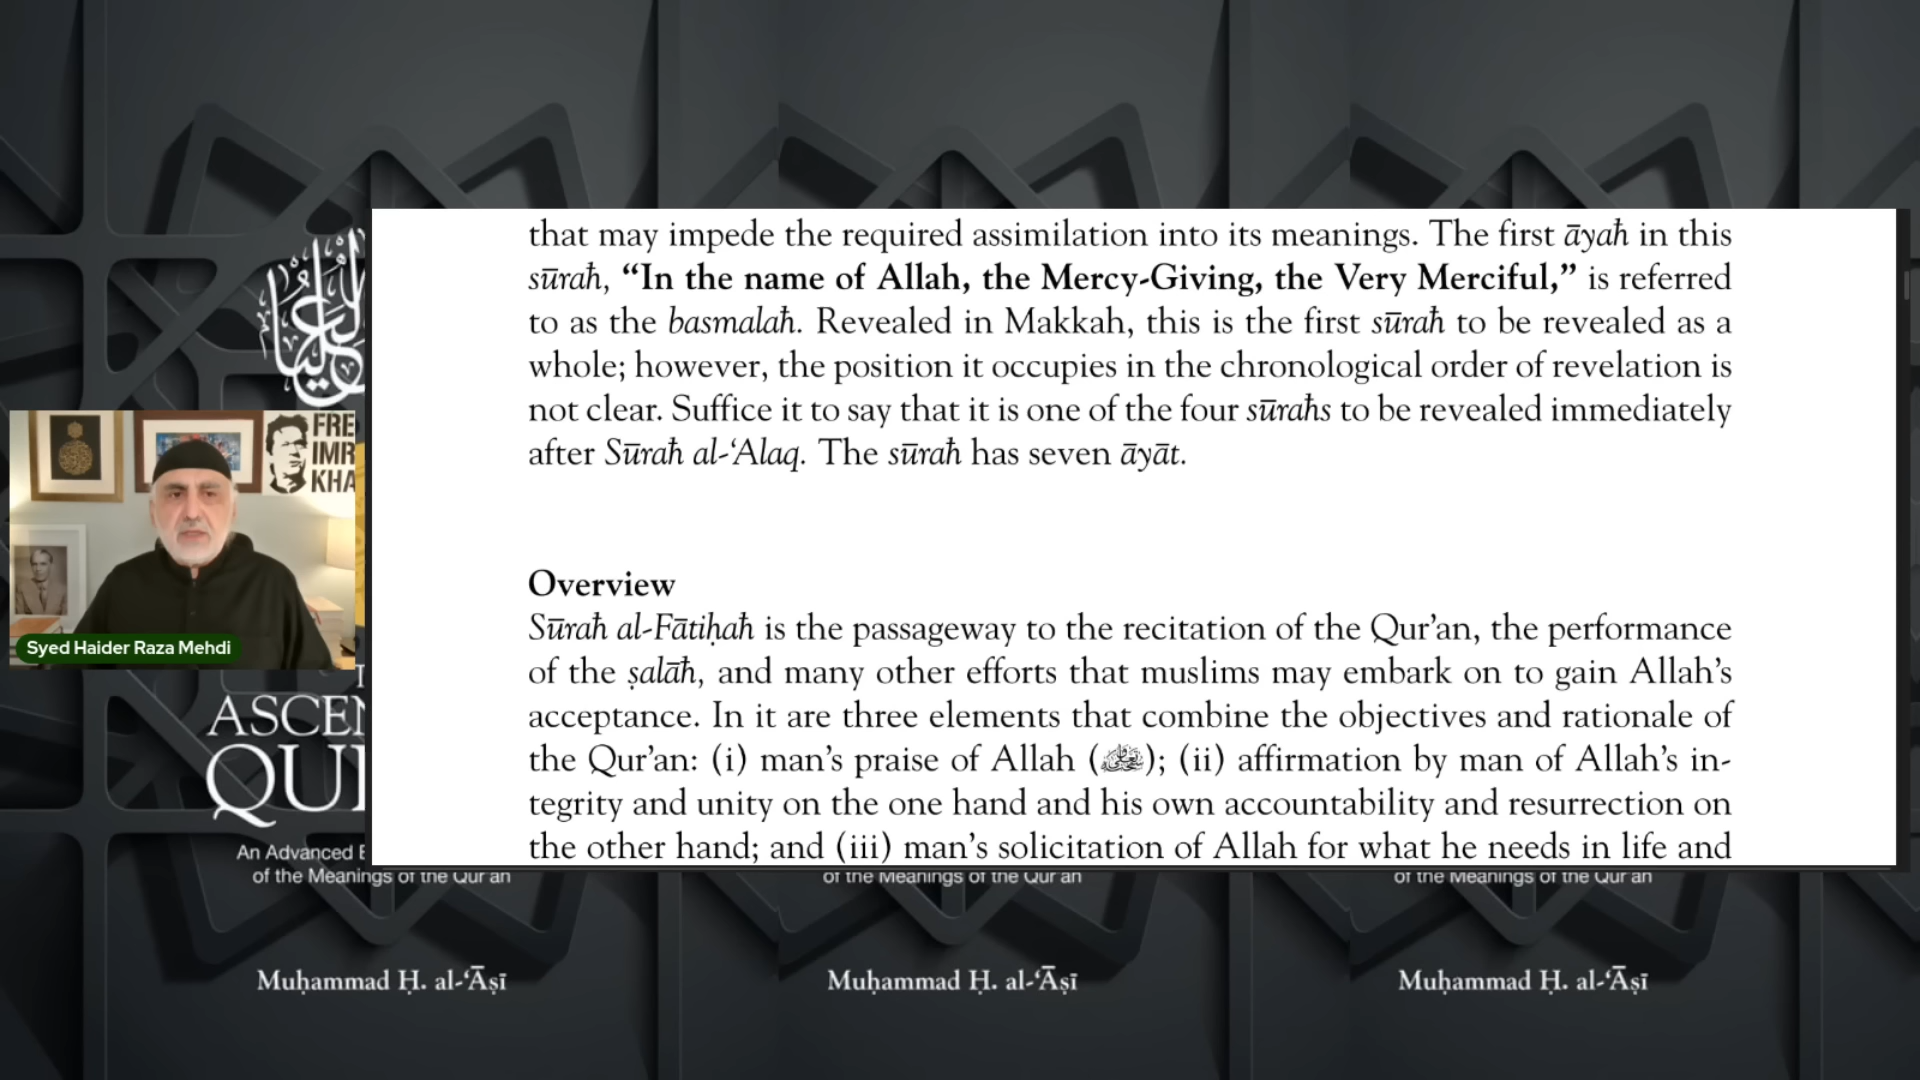 that may impede the required assimilation into its meanings. The first āyaħ in this
sūraħ, “In the name of Allah, the Mercy-Giving, the Very Merciful,” is referred
to as the basmalaħ. Revealed in Makkah, this is the first sūraħ to be revealed as a
whole; however, the position it occupies in the chronological order of revelation is
not clear. Suffice it to say that it is one of the four sūraħs to be revealed immediately
after Sūraħ al-‘Alaq. The sūraħ has seven āyāt.
Overview
Sūraħ al-Fātiḥaħ is the passageway to the recitation of the Qur’an, the performance
of the ṣalāħ, and many other efforts that muslims may embark on to gain Allah’s
acceptance. In it are three elements that combine the objectives and rationale of
the Qur’an: (i) man’s praise of Allah (); (ii) affirmation by man of Allah’s in-
tegrity and unity on the one hand and his own accountability and resurrection on
the other hand; and (iii) man’s solicitation of Allah for what he needs in life and
FRE
IMR
KHA
Syed Haider Raza Mehdi
ASCEN
QU
An Advanced
of the Meanings of the Qur'an
of the Meanings of the Qur'an
of the Meanings of the Qur'an
Muḥammad Ḥ. al-‘Āṣī
Muḥammad Ḥ. al-‘Āṣī
Muḥammad Ḥ. al-‘Āṣī